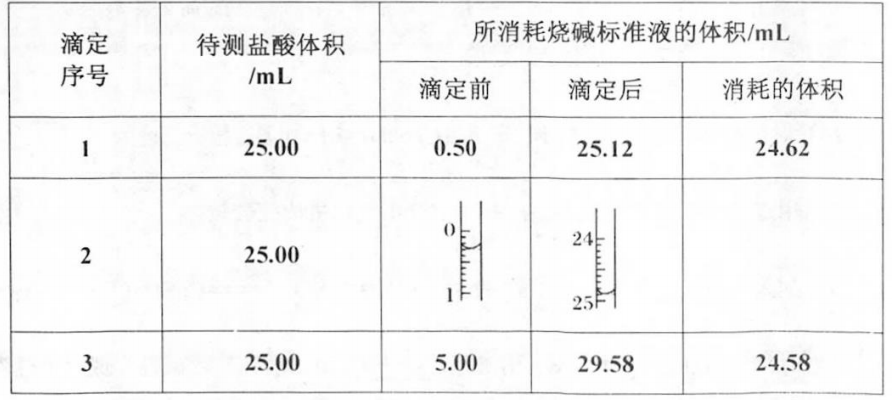 滴定
序号
待测盐酸体积
/mL
所消耗烧碱标准液的体积/mL
滴定前
滴定后
消耗的体积
1
25.00
0.50
25.12
24.62
2
25.00
0
1
24
25
3
25.00
5.00
29.58
24.58